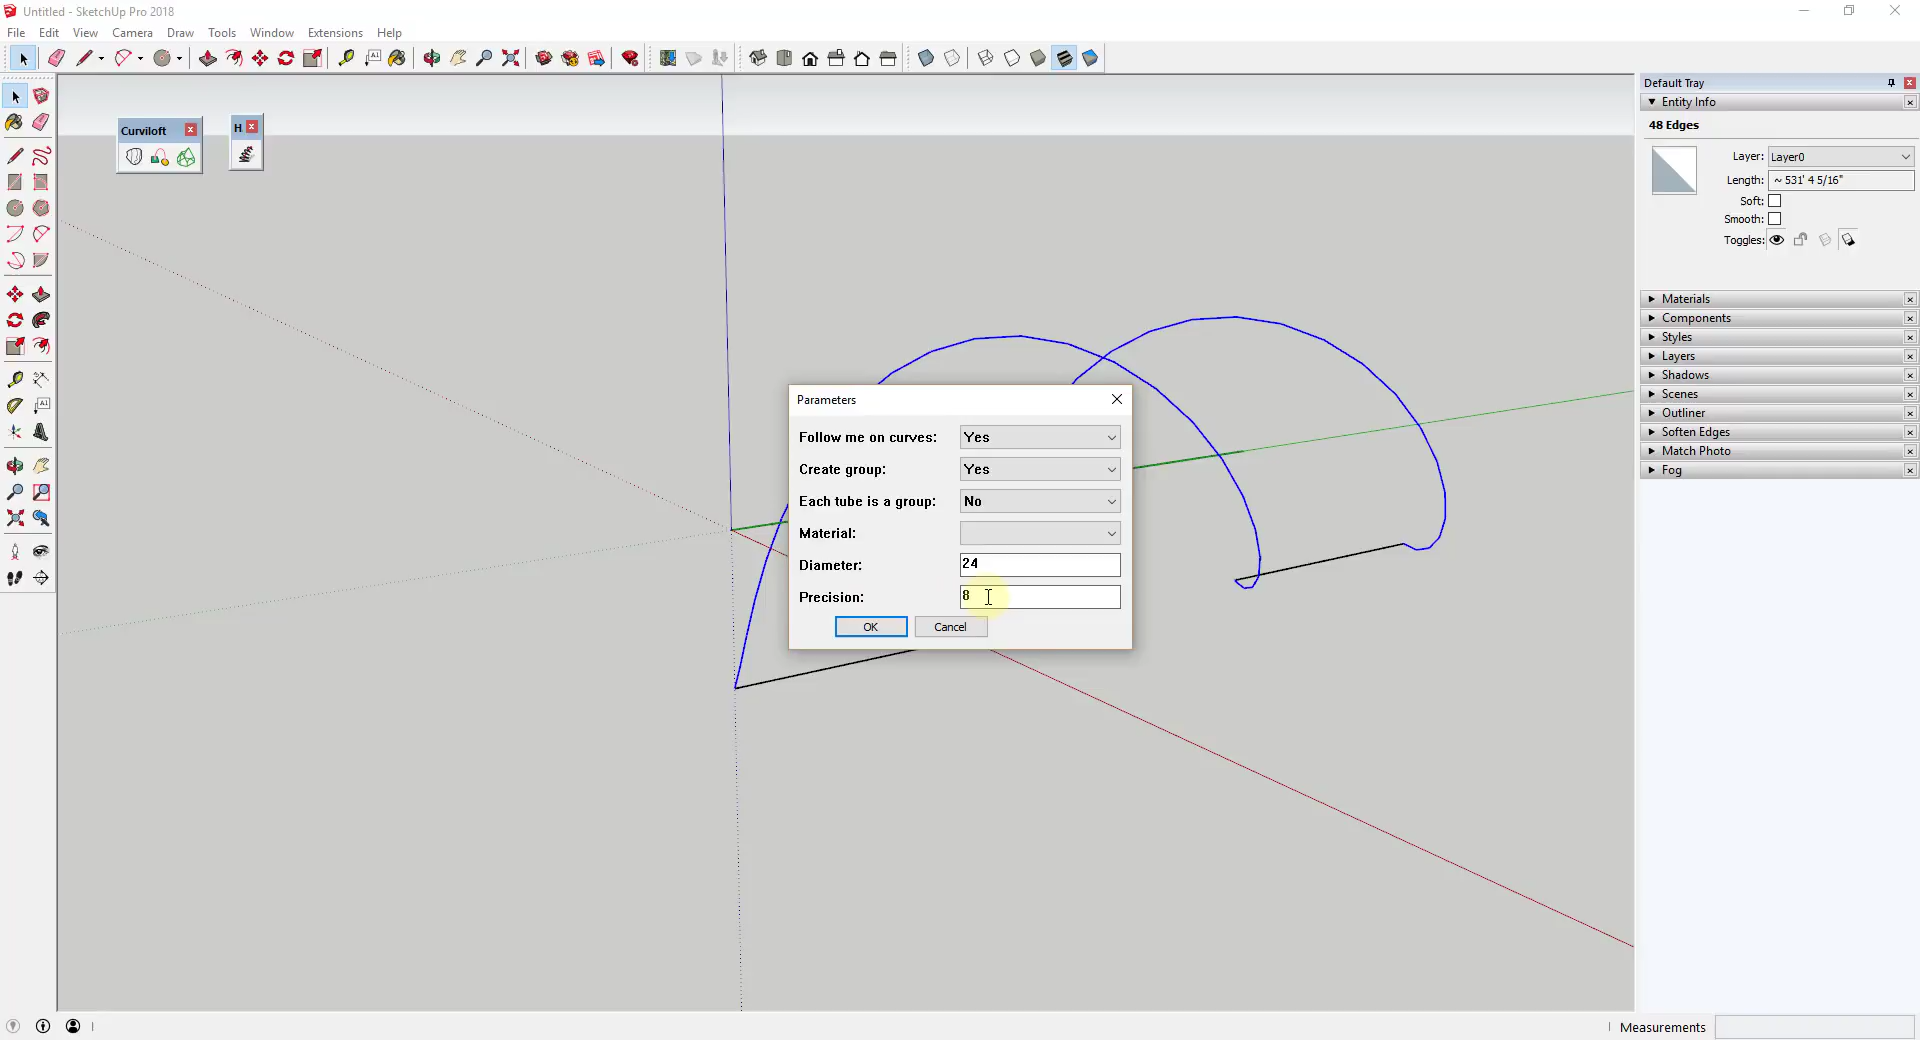 Untitled - SketchUp Pro 2018
File Edit View Camera Draw Tools Window Extensions Help
Default Tray
Entity Info
48 Edges
Layer: Layer0
Length: ~ 531' 4 5/16"
Soft:
Smooth:
Toggles:
Materials
Components
Styles
Layers
Shadows
Scenes
Outliner
Soften Edges
Match Photo
Fog
Curviloft
H
Parameters
Follow me on curves: Yes
Create group: Yes
Each tube is a group: No
Material:
Diameter: 24
Precision: 8
OK Cancel
Measurements